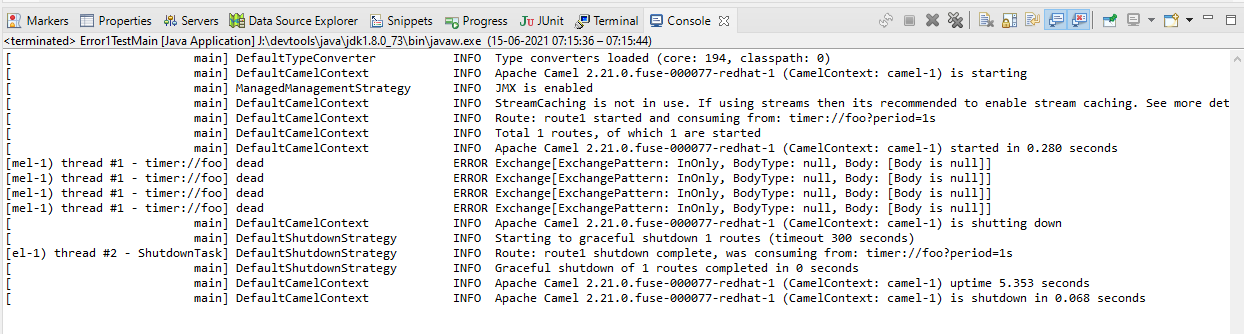 Markers Properties Servers Data Source Explorer Snippets Progress JUnit Terminal Console
<terminated> Error1TestMain [Java Application] J:\devtools\java\jdk1.8.0_73\bin\javaw.exe (15-06-2021 07:15:36 – 07:15:44)
[ main] DefaultTypeConverter INFO Type converters loaded (core: 194, classpath: 0)
[ main] DefaultCamelContext INFO Apache Camel 2.21.0.fuse-000077-redhat-1 (CamelContext: camel-1) is starting
[ main] ManagedManagementStrategy INFO JMX is enabled
[ main] DefaultCamelContext INFO StreamCaching is not in use. If using streams then its recommended to enable stream caching. See more det
[ main] DefaultCamelContext INFO Route: route1 started and consuming from: timer://foo?period=1s
[ main] DefaultCamelContext INFO Total 1 routes, of which 1 are started
[ main] DefaultCamelContext INFO Apache Camel 2.21.0.fuse-000077-redhat-1 (CamelContext: camel-1) started in 0.280 seconds
[mel-1) thread #1 - timer://foo] dead ERROR Exchange[ExchangePattern: InOnly, BodyType: null, Body: [Body is null]]
[mel-1) thread #1 - timer://foo] dead ERROR Exchange[ExchangePattern: InOnly, BodyType: null, Body: [Body is null]]
[mel-1) thread #1 - timer://foo] dead ERROR Exchange[ExchangePattern: InOnly, BodyType: null, Body: [Body is null]]
[mel-1) thread #1 - timer://foo] dead ERROR Exchange[ExchangePattern: InOnly, BodyType: null, Body: [Body is null]]
[ main] DefaultCamelContext INFO Apache Camel 2.21.0.fuse-000077-redhat-1 (CamelContext: camel-1) is shutting down
[ main] DefaultShutdownStrategy INFO Starting to graceful shutdown 1 routes (timeout 300 seconds)
[el-1) thread #2 - ShutdownTask] DefaultShutdownStrategy INFO Route: route1 shutdown complete, was consuming from: timer://foo?period=1s
[ main] DefaultShutdownStrategy INFO Graceful shutdown of 1 routes completed in 0 seconds
[ main] DefaultCamelContext INFO Apache Camel 2.21.0.fuse-000077-redhat-1 (CamelContext: camel-1) uptime 5.353 seconds
[ main] DefaultCamelContext INFO Apache Camel 2.21.0.fuse-000077-redhat-1 (CamelContext: camel-1) is shutdown in 0.068 seconds